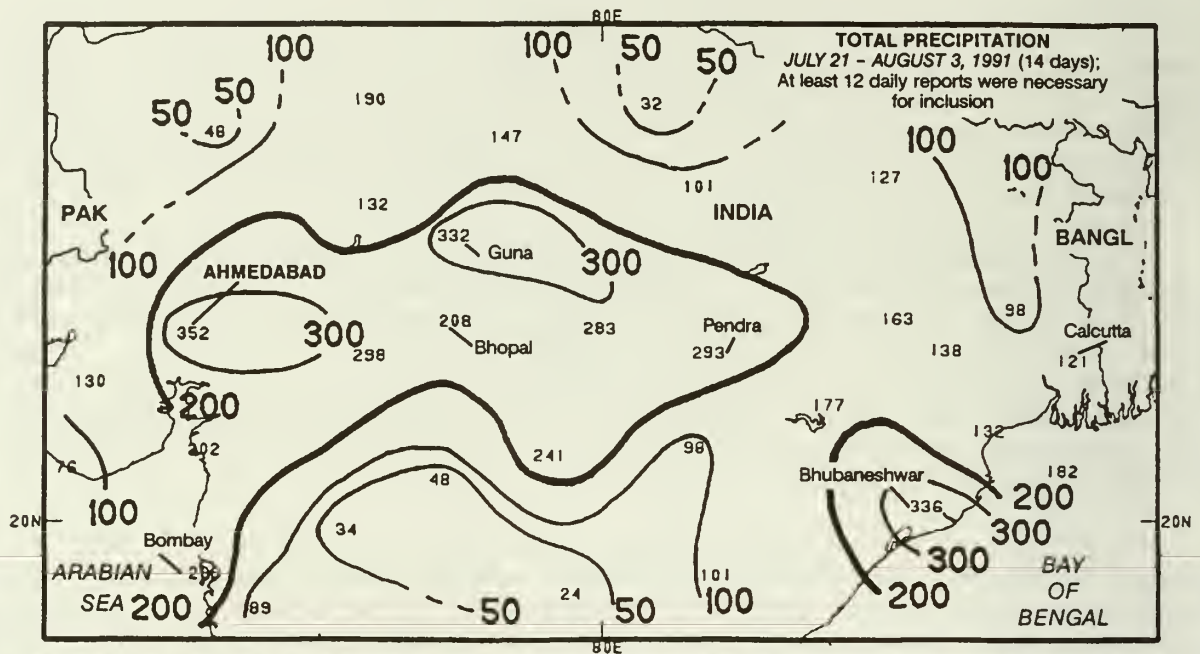 80E
TOTAL PRECIPITATION
JULY 21 – AUGUST 3, 1991 (14 days);
At least 12 daily reports were necessary
for inclusion
100 100 50 50
50 50 48 190 32
147 100 100
127
101
132 INDIA
PAK
BANGL
332 Guna 300
100
AHMEDABAD
352 300 298
208 Bhopal
283
Pendra
293
163
98
138
Calcutta
121
130
200
177
202
132
76
241
98
48
Bhubaneshwar
336
182
200
100
300
20N 20N
34
Bombay
ARABIAN
SEA
200
89
50
24
50
101
100
300
200
BAY
OF
BENGAL
80E